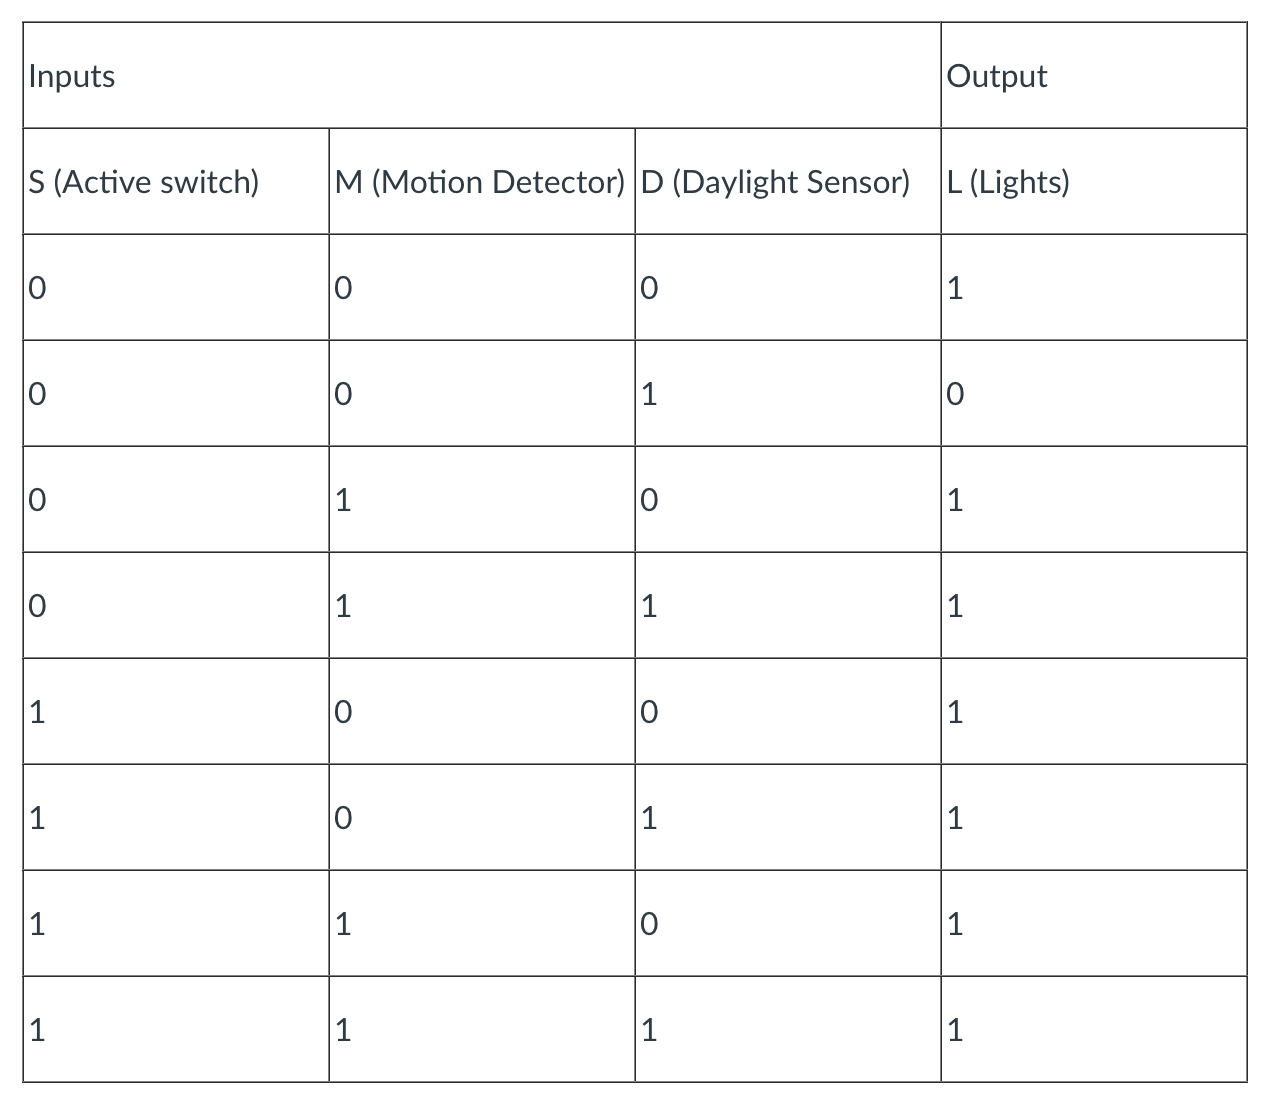 Inputs Output
S (Active switch) M (Motion Detector) D (Daylight Sensor) L (Lights)
0 0 0 1
0 0 1 0
0 1 0 1
0 1 1 1
1 0 0 1
1 0 1 1
1 1 0 1
1 1 1 1